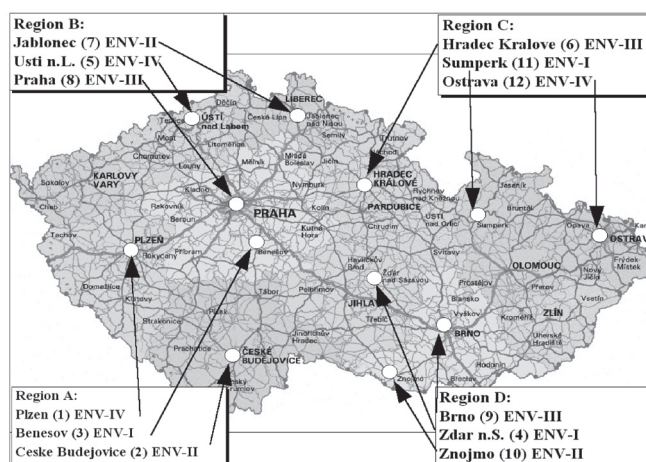 Region B:
Jablonec (7) ENV-II
Usti n.L. (5) ENV-IV
Praha (8) ENV-III
Region C:
Hradec Kralove (6) ENV-III
Sumperk (11) ENV-I
Ostrava (12) ENV-IV
Děčín
LIBEREC
Teplice
ÚSTÍ
nad Labem
Česká Lípa
Jablonec
nad Nisou
Most
Semily
Trutnov
Chomutov
Litoměřice
Louny
Mělník
Mladá
Boleslav
Jičín
Náchod
KARLOVY
VARY
Sokolov
Cheb
Kladno
Rakovník
Nymburk
HRADEC
KRÁLOVÉ
Rychnov
nad Kněžnou
Jeseník
Bruntál
PRAHA
Kolín
PARDUBICE
ÚSTÍ
nad Orlicí
Šumperk
Opava
Beroun
Kutná
Hora
Chrudim
OSTRAVA
Tachov
PLZEŇ
Rokycany
Příbram
Benešov
Havlíčkův
Brod
Svitavy
OLOMOUC
Nový
Jičín
Frýdek-
Místek
Žďár
nad Sázavou
Domažlice
Klatovy
Tábor
Pelhřimov
JIHLAVA
Blansko
Prostějov
Přerov
Vsetín
Písek
Třebíč
Vyškov
Kroměříž
ZLÍN
Strakonice
Jindřichův
Hradec
BRNO
Uherské
Hradiště
Prachatice
ČESKÉ
BUDĚJOVICE
Hodonín
Znojmo
Břeclav
Český
Krumlov
Region A:
Plzen (1) ENV-IV
Benesov (3) ENV-I
Ceske Budejovice (2) ENV-II
Region D:
Brno (9) ENV-III
Zdar n.S. (4) ENV-I
Znojmo (10) ENV-II